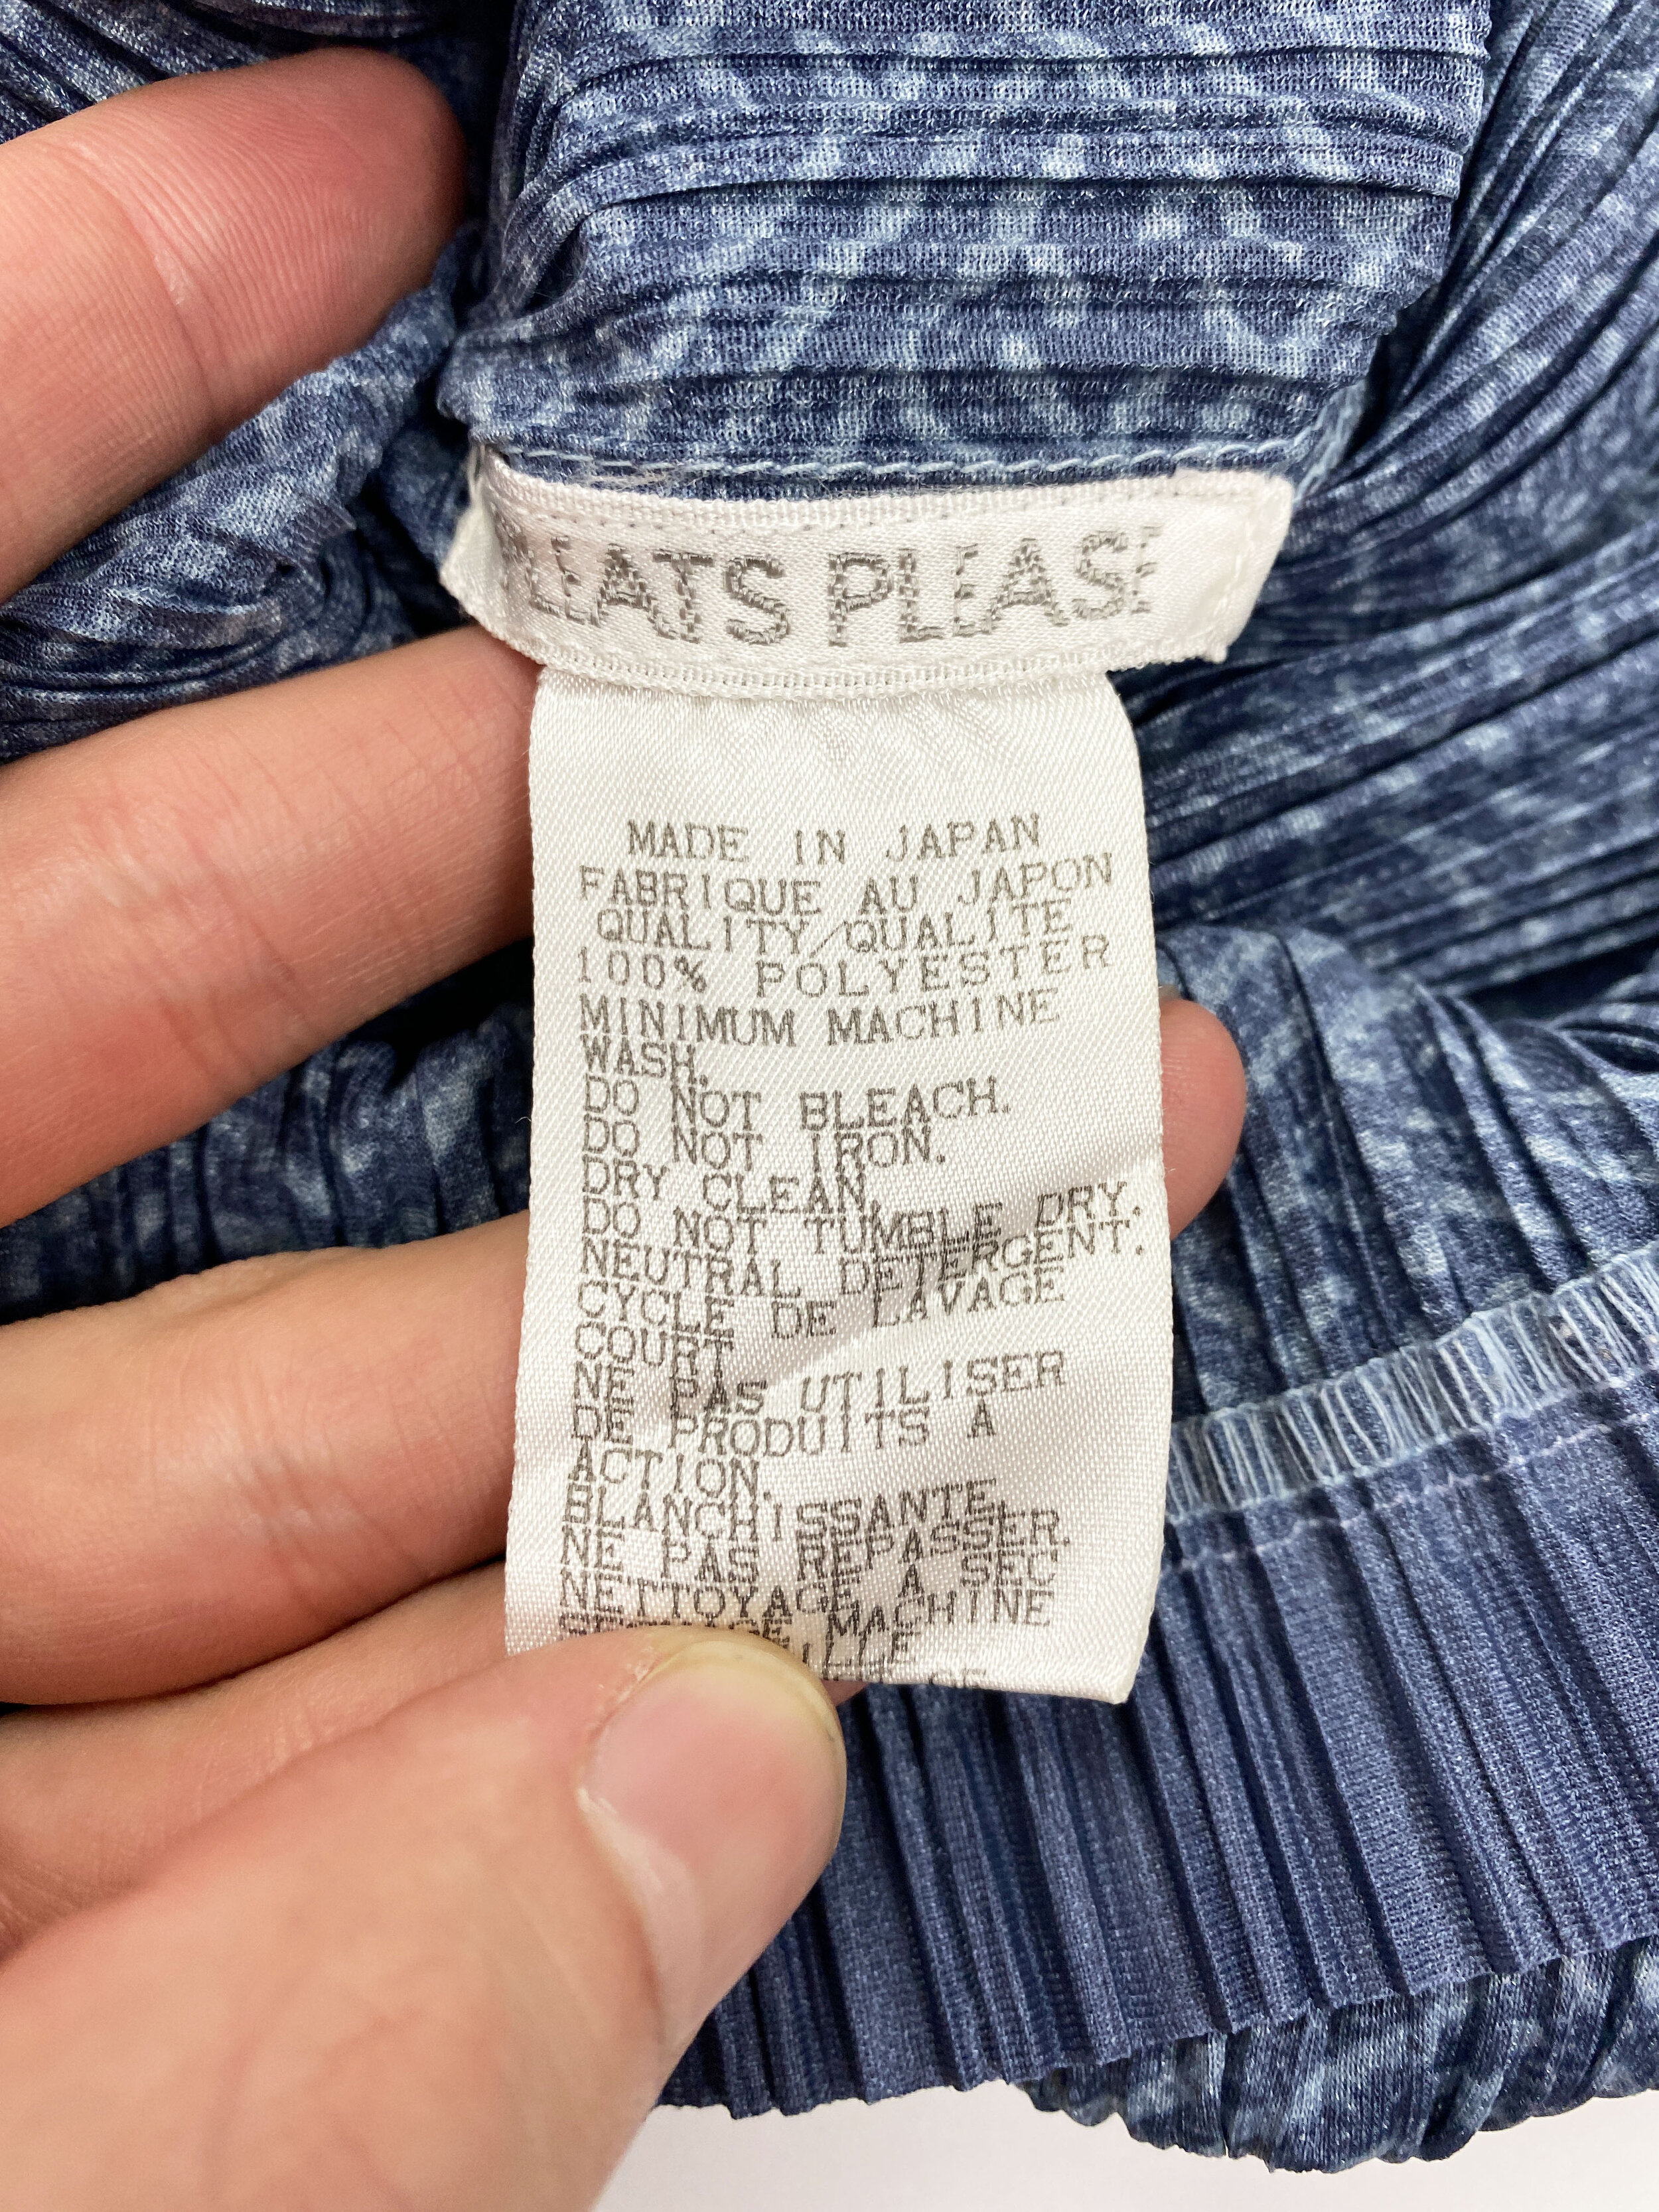 PLEATS PLEASE
MADE IN JAPAN
FABRIQUE AU JAPON
QUALITY/QUALITE
100% POLYESTER
MINIMUM MACHINE
WASH.
DO NOT BLEACH.
DO NOT IRON.
DRY CLEAN.
DO NOT TUMBLE DRY.
NEUTRAL DETERGENT.
CYCLE DE LAVAGE
COURT
NE PAS UTILISER
DE PRODUITS A
ACTION.
BLANCHISSANTE.
NE PAS REPASSER.
NETTOYAGE A SEC
MACHINE